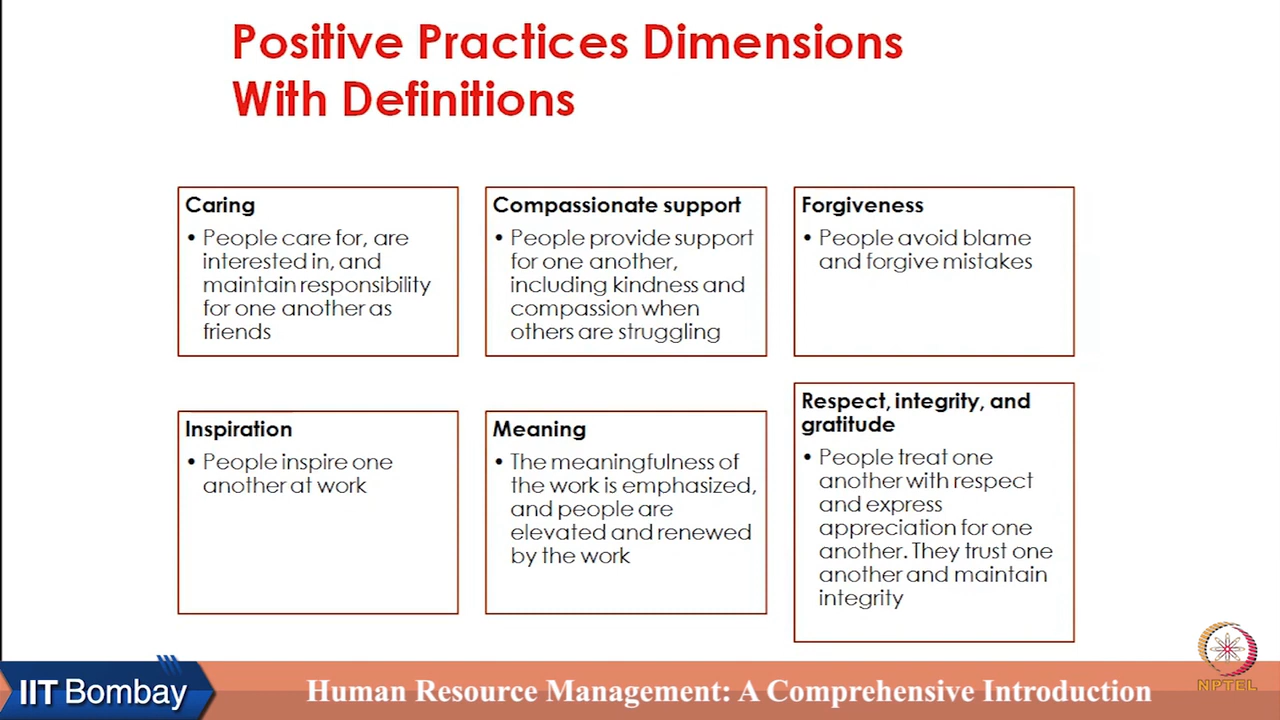 Positive Practices Dimensions
With Definitions
Caring
• People care for, are
interested in, and
maintain responsibility
for one another as
friends
Compassionate support
• People provide support
for one another,
including kindness and
compassion when
others are struggling
Forgiveness
• People avoid blame
and forgive mistakes
Inspiration
• People inspire one
another at work
Meaning
• The meaningfulness of
the work is emphasized,
and people are
elevated and renewed
by the work
Respect, integrity, and
gratitude
• People treat one
another with respect
and express
appreciation for one
another. They trust one
another and maintain
integrity
IIT Bombay
Human Resource Management: A Comprehensive Introduction
NPTEL